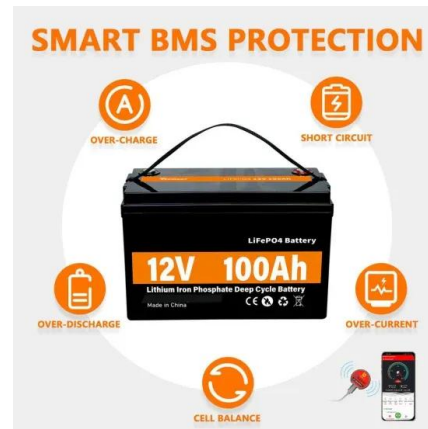 SMART BMS PROTECTION
A
OVER-CHARGE
SHORT CIRCUIT
LiFePO4 Battery
12V 100Ah
Lithium Iron Phosphate Deep Cycle Battery
Made in China
CE
OVER-DISCHARGE
OVER-CURRENT
CELL BALANCE